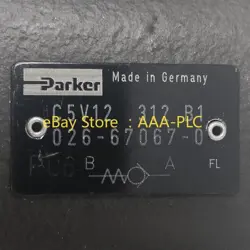 Parker Made in Germany
C5V12 312 B1
eBay Store : AAA-PLC
026-67067-0
B A FL